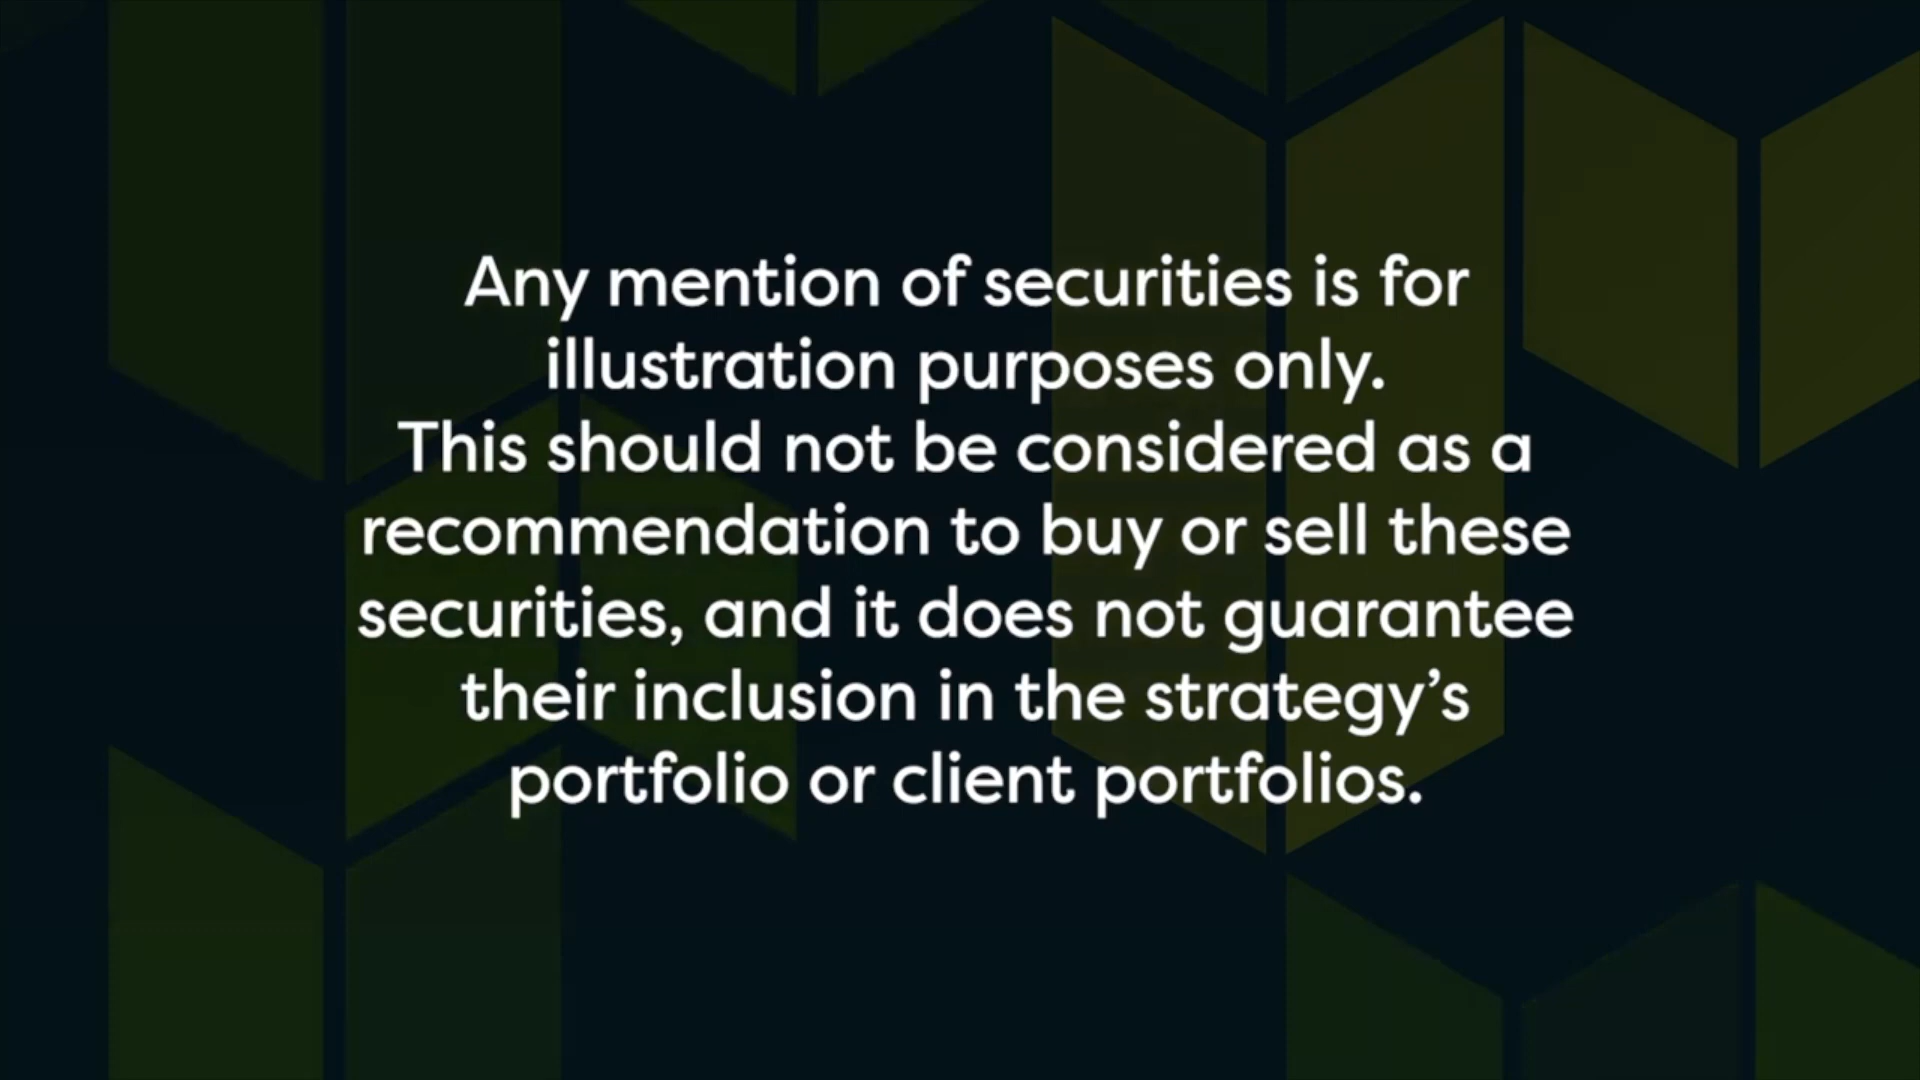 Any mention of securities is for
illustration purposes only.
This should not be considered as a
recommendation to buy or sell these
securities, and it does not guarantee
their inclusion in the strategy’s
portfolio or client portfolios.